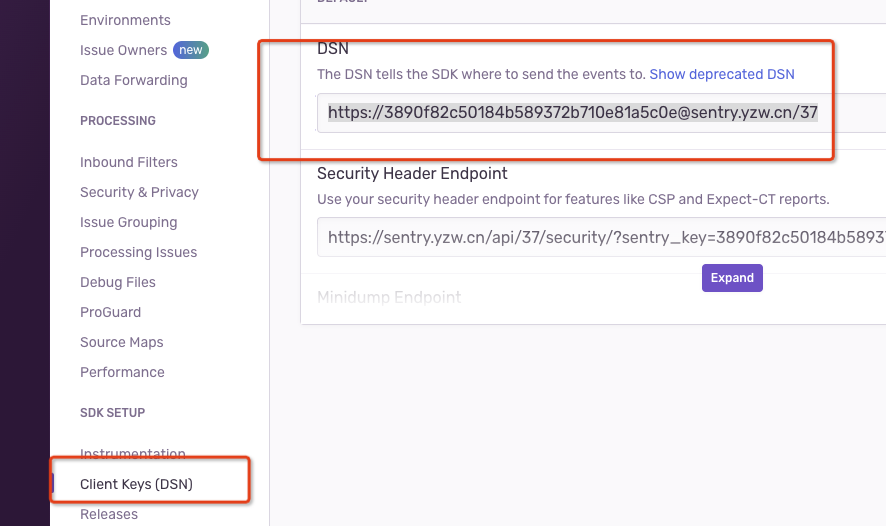 Environments
Issue Owners new
Data Forwarding
PROCESSING
Inbound Filters
Security & Privacy
Issue Grouping
Processing Issues
Debug Files
ProGuard
Source Maps
Performance
SDK SETUP
Instrumentation
Client Keys (DSN)
Releases
DEFAULT
DSN
The DSN tells the SDK where to send the events to. Show deprecated DSN
https://3890f82c50184b589372b710e81a5c0e@sentry.yzw.cn/37
Security Header Endpoint
Use your security header endpoint for features like CSP and Expect-CT reports.
https://sentry.yzw.cn/api/37/security/?sentry_key=3890f82c50184b5893
Expand
Minidump Endpoint